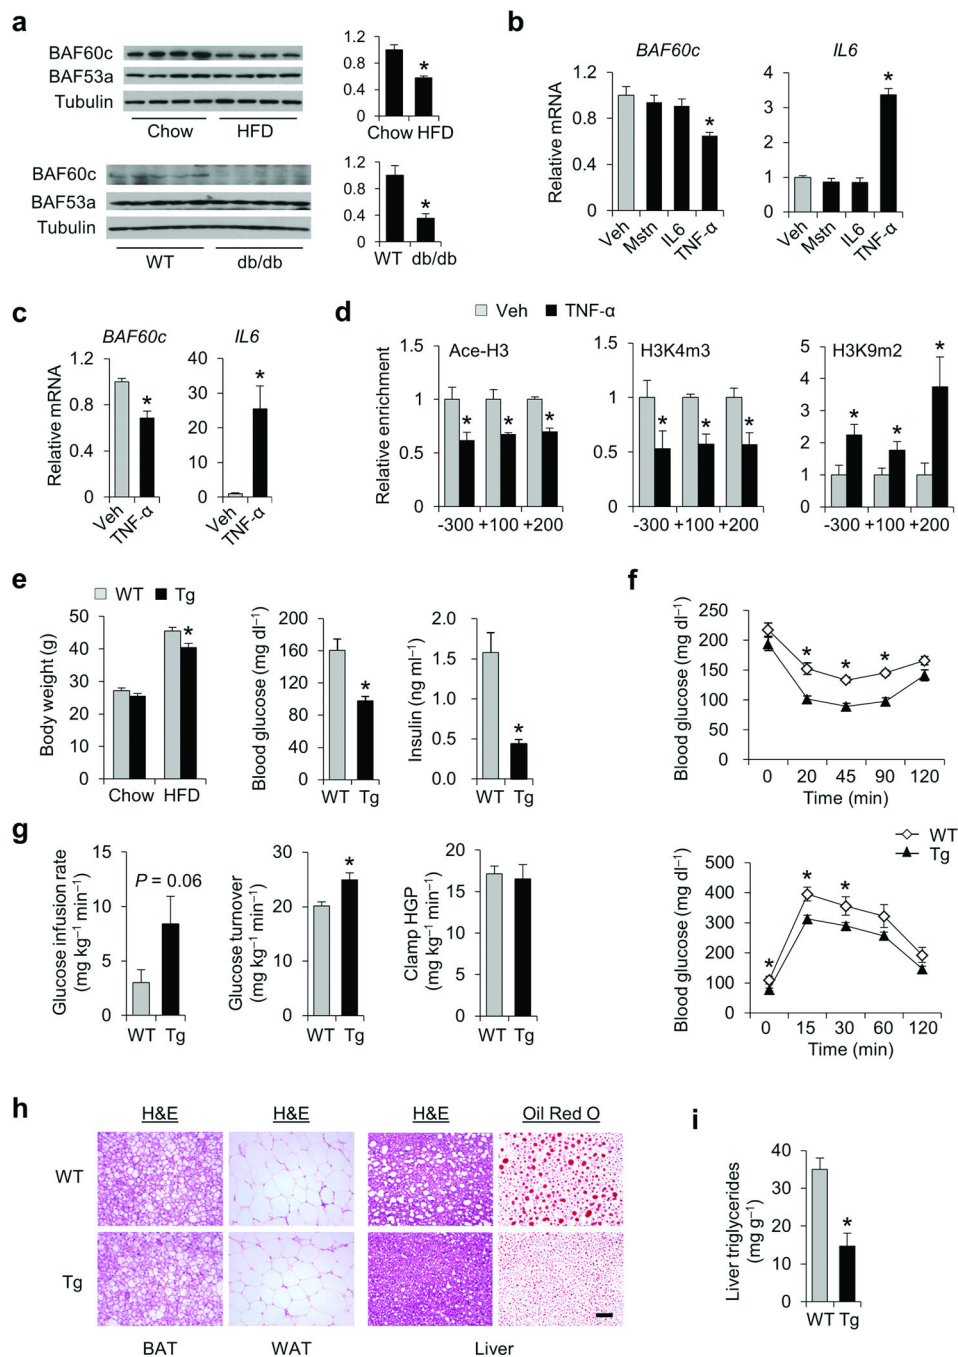 a
BAF60c
BAF53a
Tubulin
Chow HFD
1.2
0.8
0.4
0
*
Chow HFD
BAF60c
BAF53a
Tubulin
WT db/db
1.2
0.8
0.4
0
*
WT db/db
b
BAF60c
Relative mRNA
1.2
0.8
0.4
0
*
Veh
Mstn
IL6
TNF-α
IL6
4
3
2
1
0
*
Veh
Mstn
IL6
TNF-α
c
BAF60c
Relative mRNA
1.2
0.8
0.4
0
*
Veh
TNF-α
IL6
40
30
20
10
0
*
Veh
TNF-α
d
Veh TNF-α
Relative enrichment
Ace-H3
1.5
1
0.5
0
* * *
-300 +100 +200
H3K4m3
1.5
1
0.5
0
* * *
-300 +100 +200
H3K9m2
5
4
3
2
1
0
* * *
-300 +100 +200
e
WT Tg
Body weight (g)
50
40
30
20
10
0
*
Chow HFD
Blood glucose (mg dl⁻¹)
160
120
80
40
0
200
*
WT Tg
Insulin (ng ml⁻¹)
2.0
1.5
1.0
0.5
0.0
*
WT Tg
f
Blood glucose (mg dl⁻¹)
250
200
150
100
50
0
* * *
0 20 45 90 120
Time (min)
WT
Tg
Blood glucose (mg dl⁻¹)
500
400
300
200
100
0
* * *
0 15 30 60 120
Time (min)
g
Glucose infusion rate
(mg kg⁻¹ min⁻¹)
15
10
5
0
P = 0.06
WT Tg
Glucose turnover
(mg kg⁻¹ min⁻¹)
30
20
10
0
*
WT Tg
Clamp HGP
(mg kg⁻¹ min⁻¹)
20
15
10
5
0
WT Tg
h
H&E H&E H&E Oil Red O
WT
Tg
BAT WAT Liver
i
Liver triglycerides
(mg g⁻¹)
40
30
20
10
0
*
WT Tg